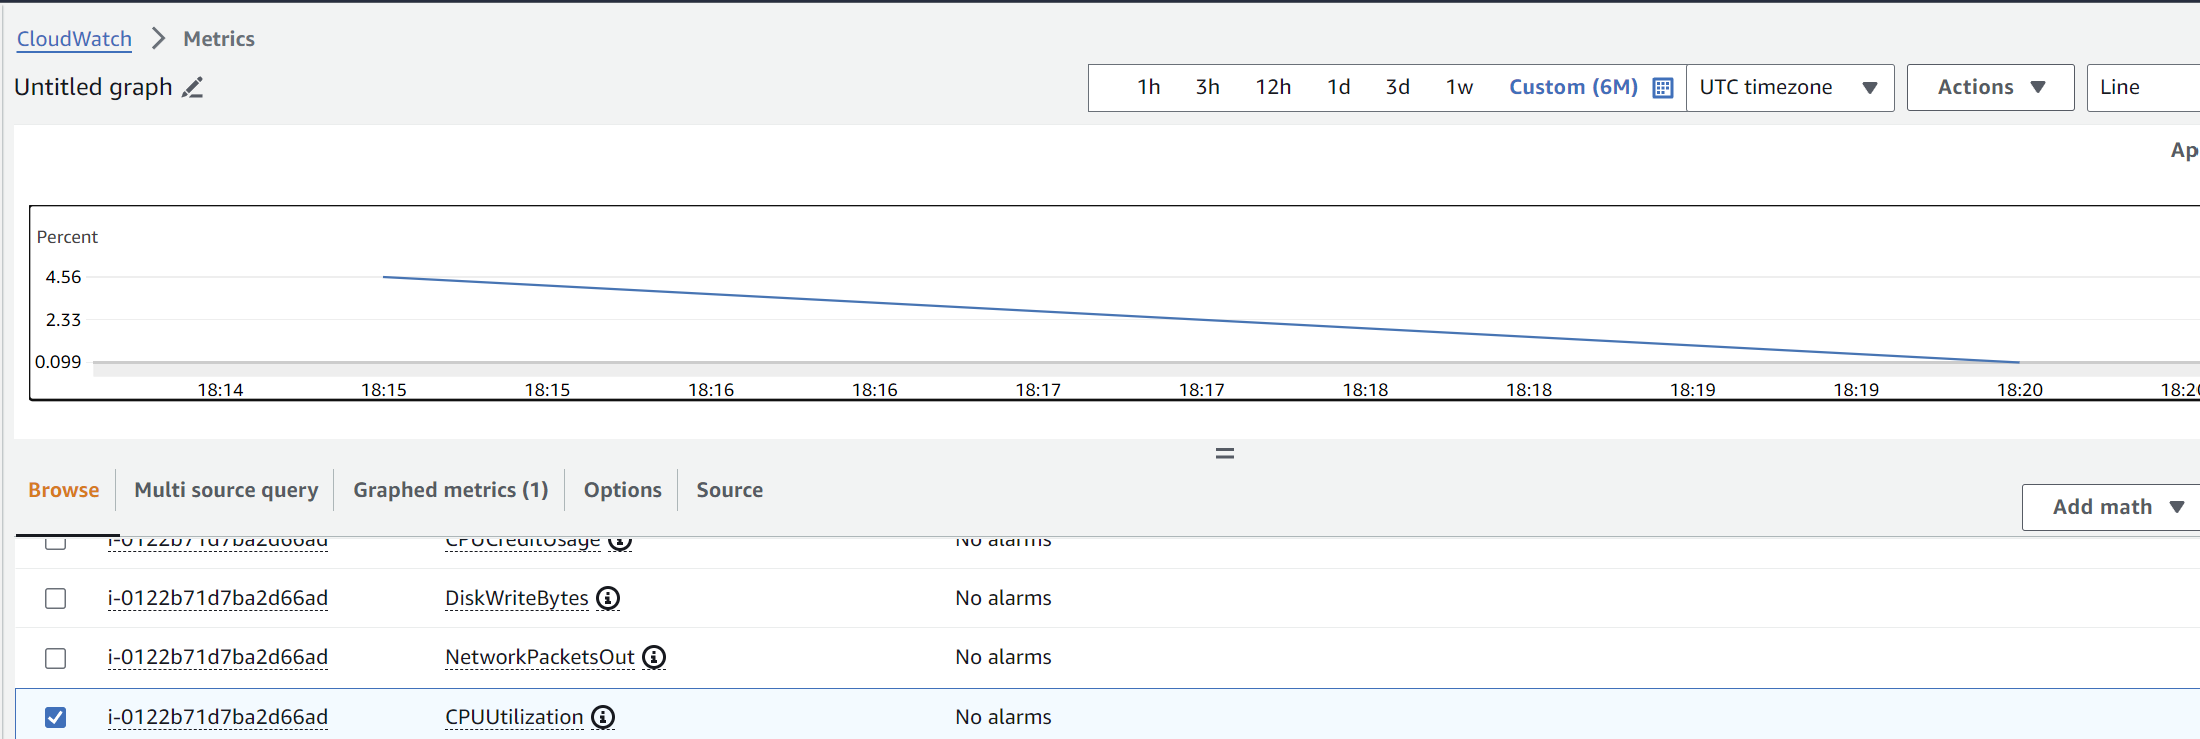 CloudWatch > Metrics
Untitled graph
1h 3h 12h 1d 3d 1w Custom (6M) UTC timezone Actions Line
Ap
Percent
4.56
2.33
0.099
18:14 18:15 18:15 18:16 18:16 18:17 18:17 18:18 18:18 18:19 18:19 18:20 18:20
Browse Multi source query Graphed metrics (1) Options Source
Add math
i-0122b71d7ba2d66ad CPUCreditUsage No alarms
i-0122b71d7ba2d66ad DiskWriteBytes No alarms
i-0122b71d7ba2d66ad NetworkPacketsOut No alarms
i-0122b71d7ba2d66ad CPUUtilization No alarms